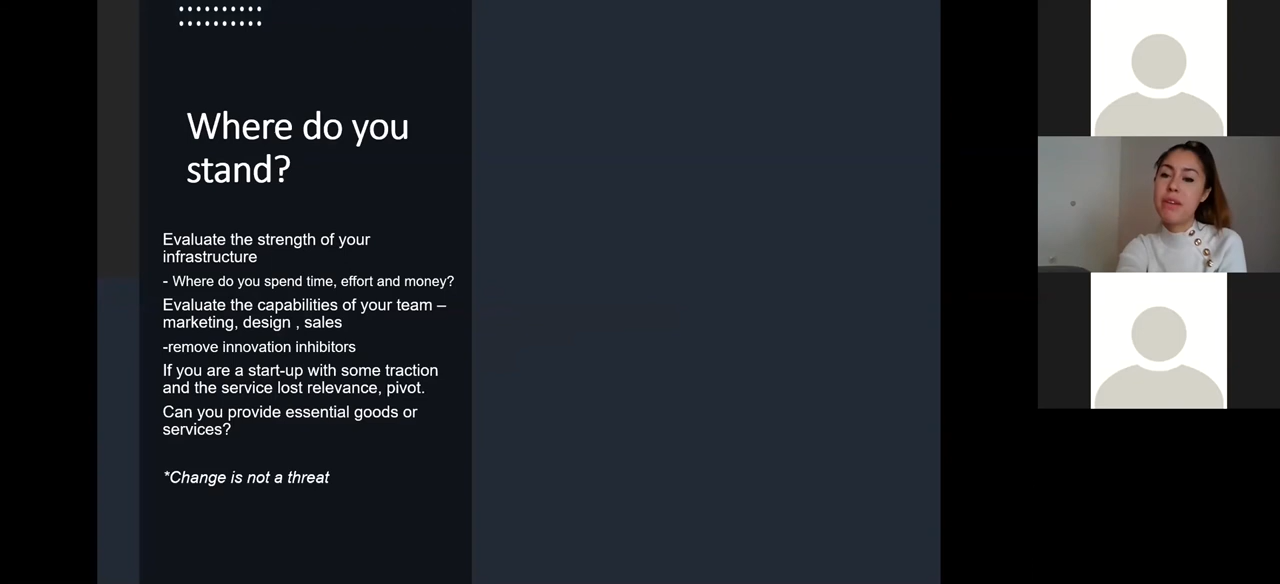 Where do you
stand?
Evaluate the strength of your
infrastructure
- Where do you spend time, effort and money?
Evaluate the capabilities of your team –
marketing, design , sales
-remove innovation inhibitors
If you are a start-up with some traction
and the service lost relevance, pivot.
Can you provide essential goods or
services?
*Change is not a threat